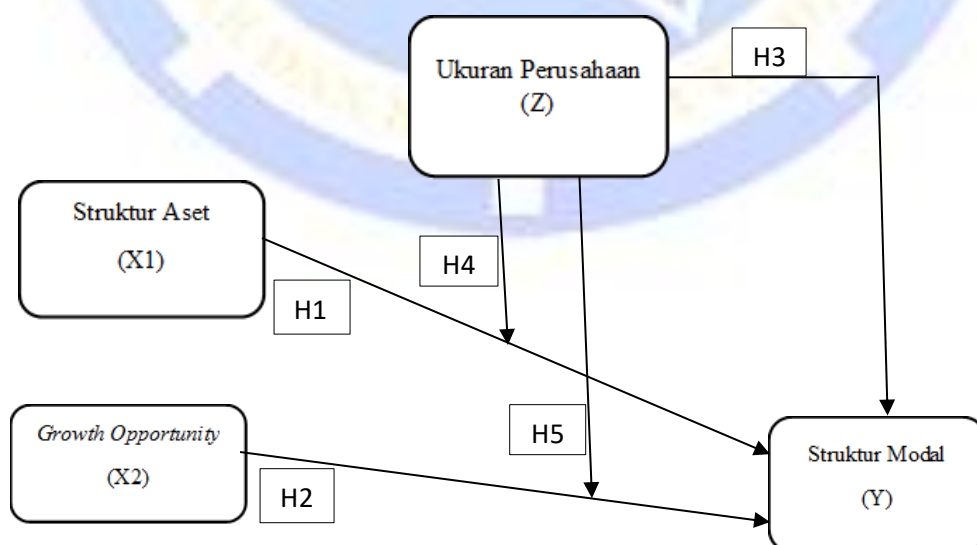 Ukuran Perusahaan
(Z)
H3
Struktur Aset
(X1)
H4
H1
Growth Opportunity
(X2)
H5
H2
Struktur Modal
(Y)